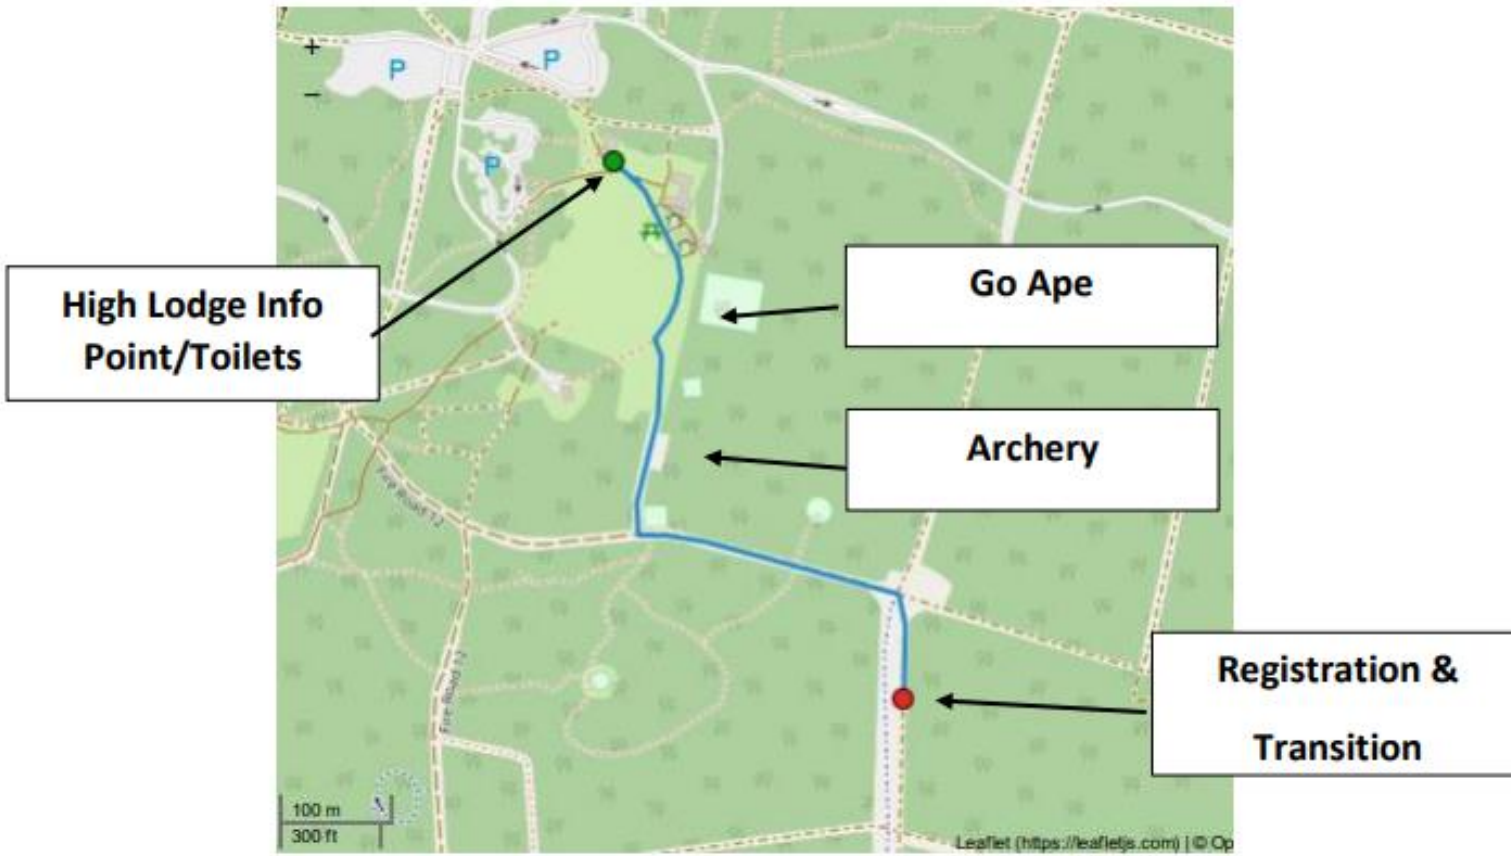 +
P
P
−
P
High Lodge Info
Point/Toilets
Go Ape
Archery
Fire Road 12
Fire Road 12
Registration &
Transition
100 m
300 ft
Leaflet (https://leafletjs.com) | © Op